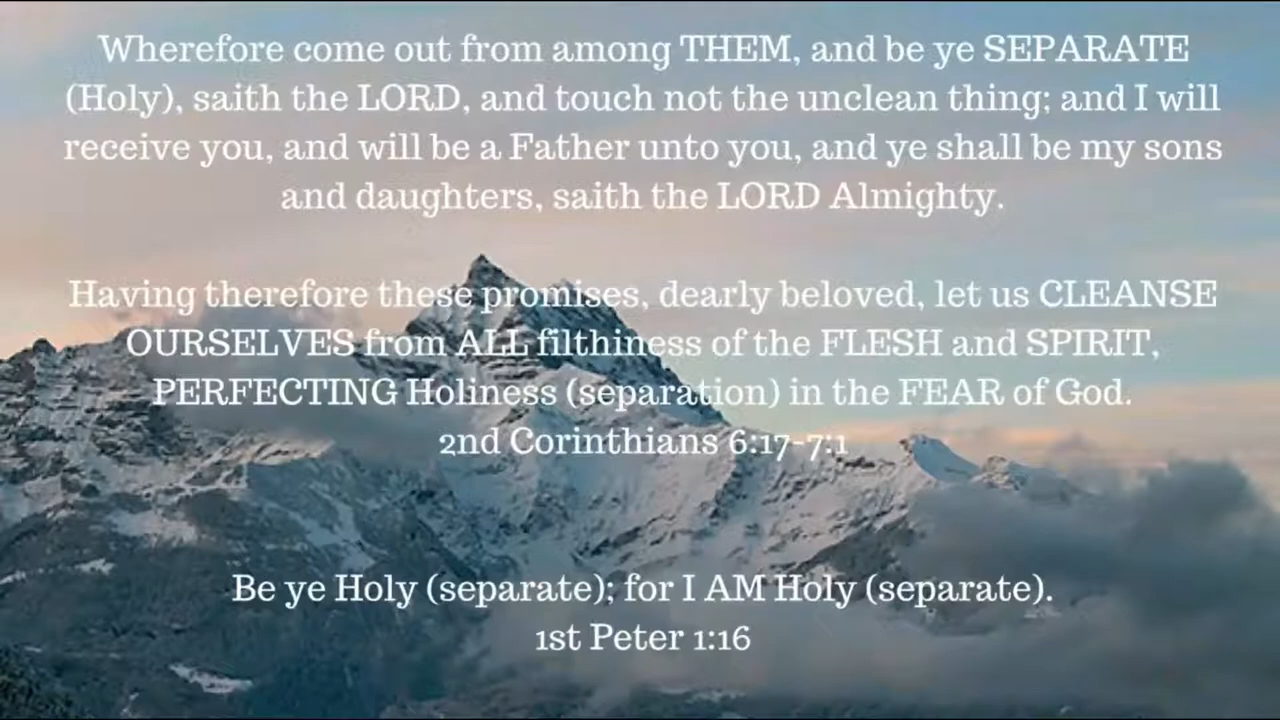 Wherefore come out from among THEM, and be ye SEPARATE
(Holy), saith the LORD, and touch not the unclean thing; and I will
receive you, and will be a Father unto you, and ye shall be my sons
and daughters, saith the LORD Almighty.
Having therefore these promises, dearly beloved, let us CLEANSE
OURSELVES from ALL filthiness of the FLESH and SPIRIT,
PERFECTING Holiness (separation) in the FEAR of God.
2nd Corinthians 6:17-7:1
Be ye Holy (separate); for I AM Holy (separate).
1st Peter 1:16